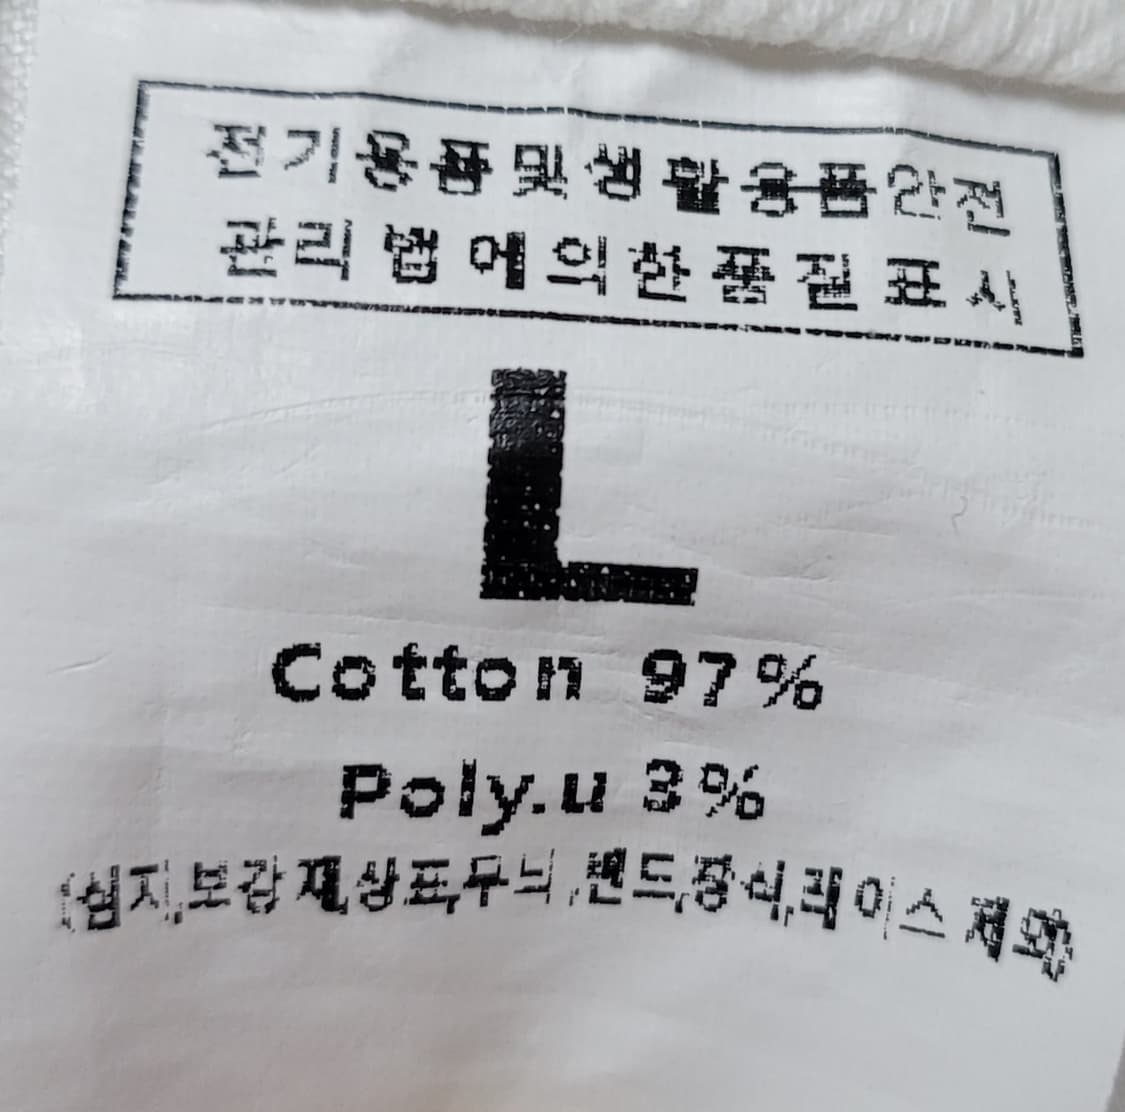 전기용품및생활용품안전
관리법에의한품질표시
L
Cotton 97%
Poly.u 3%
(심지,보강재,상표,무늬,밴드,장식,레이스제외)